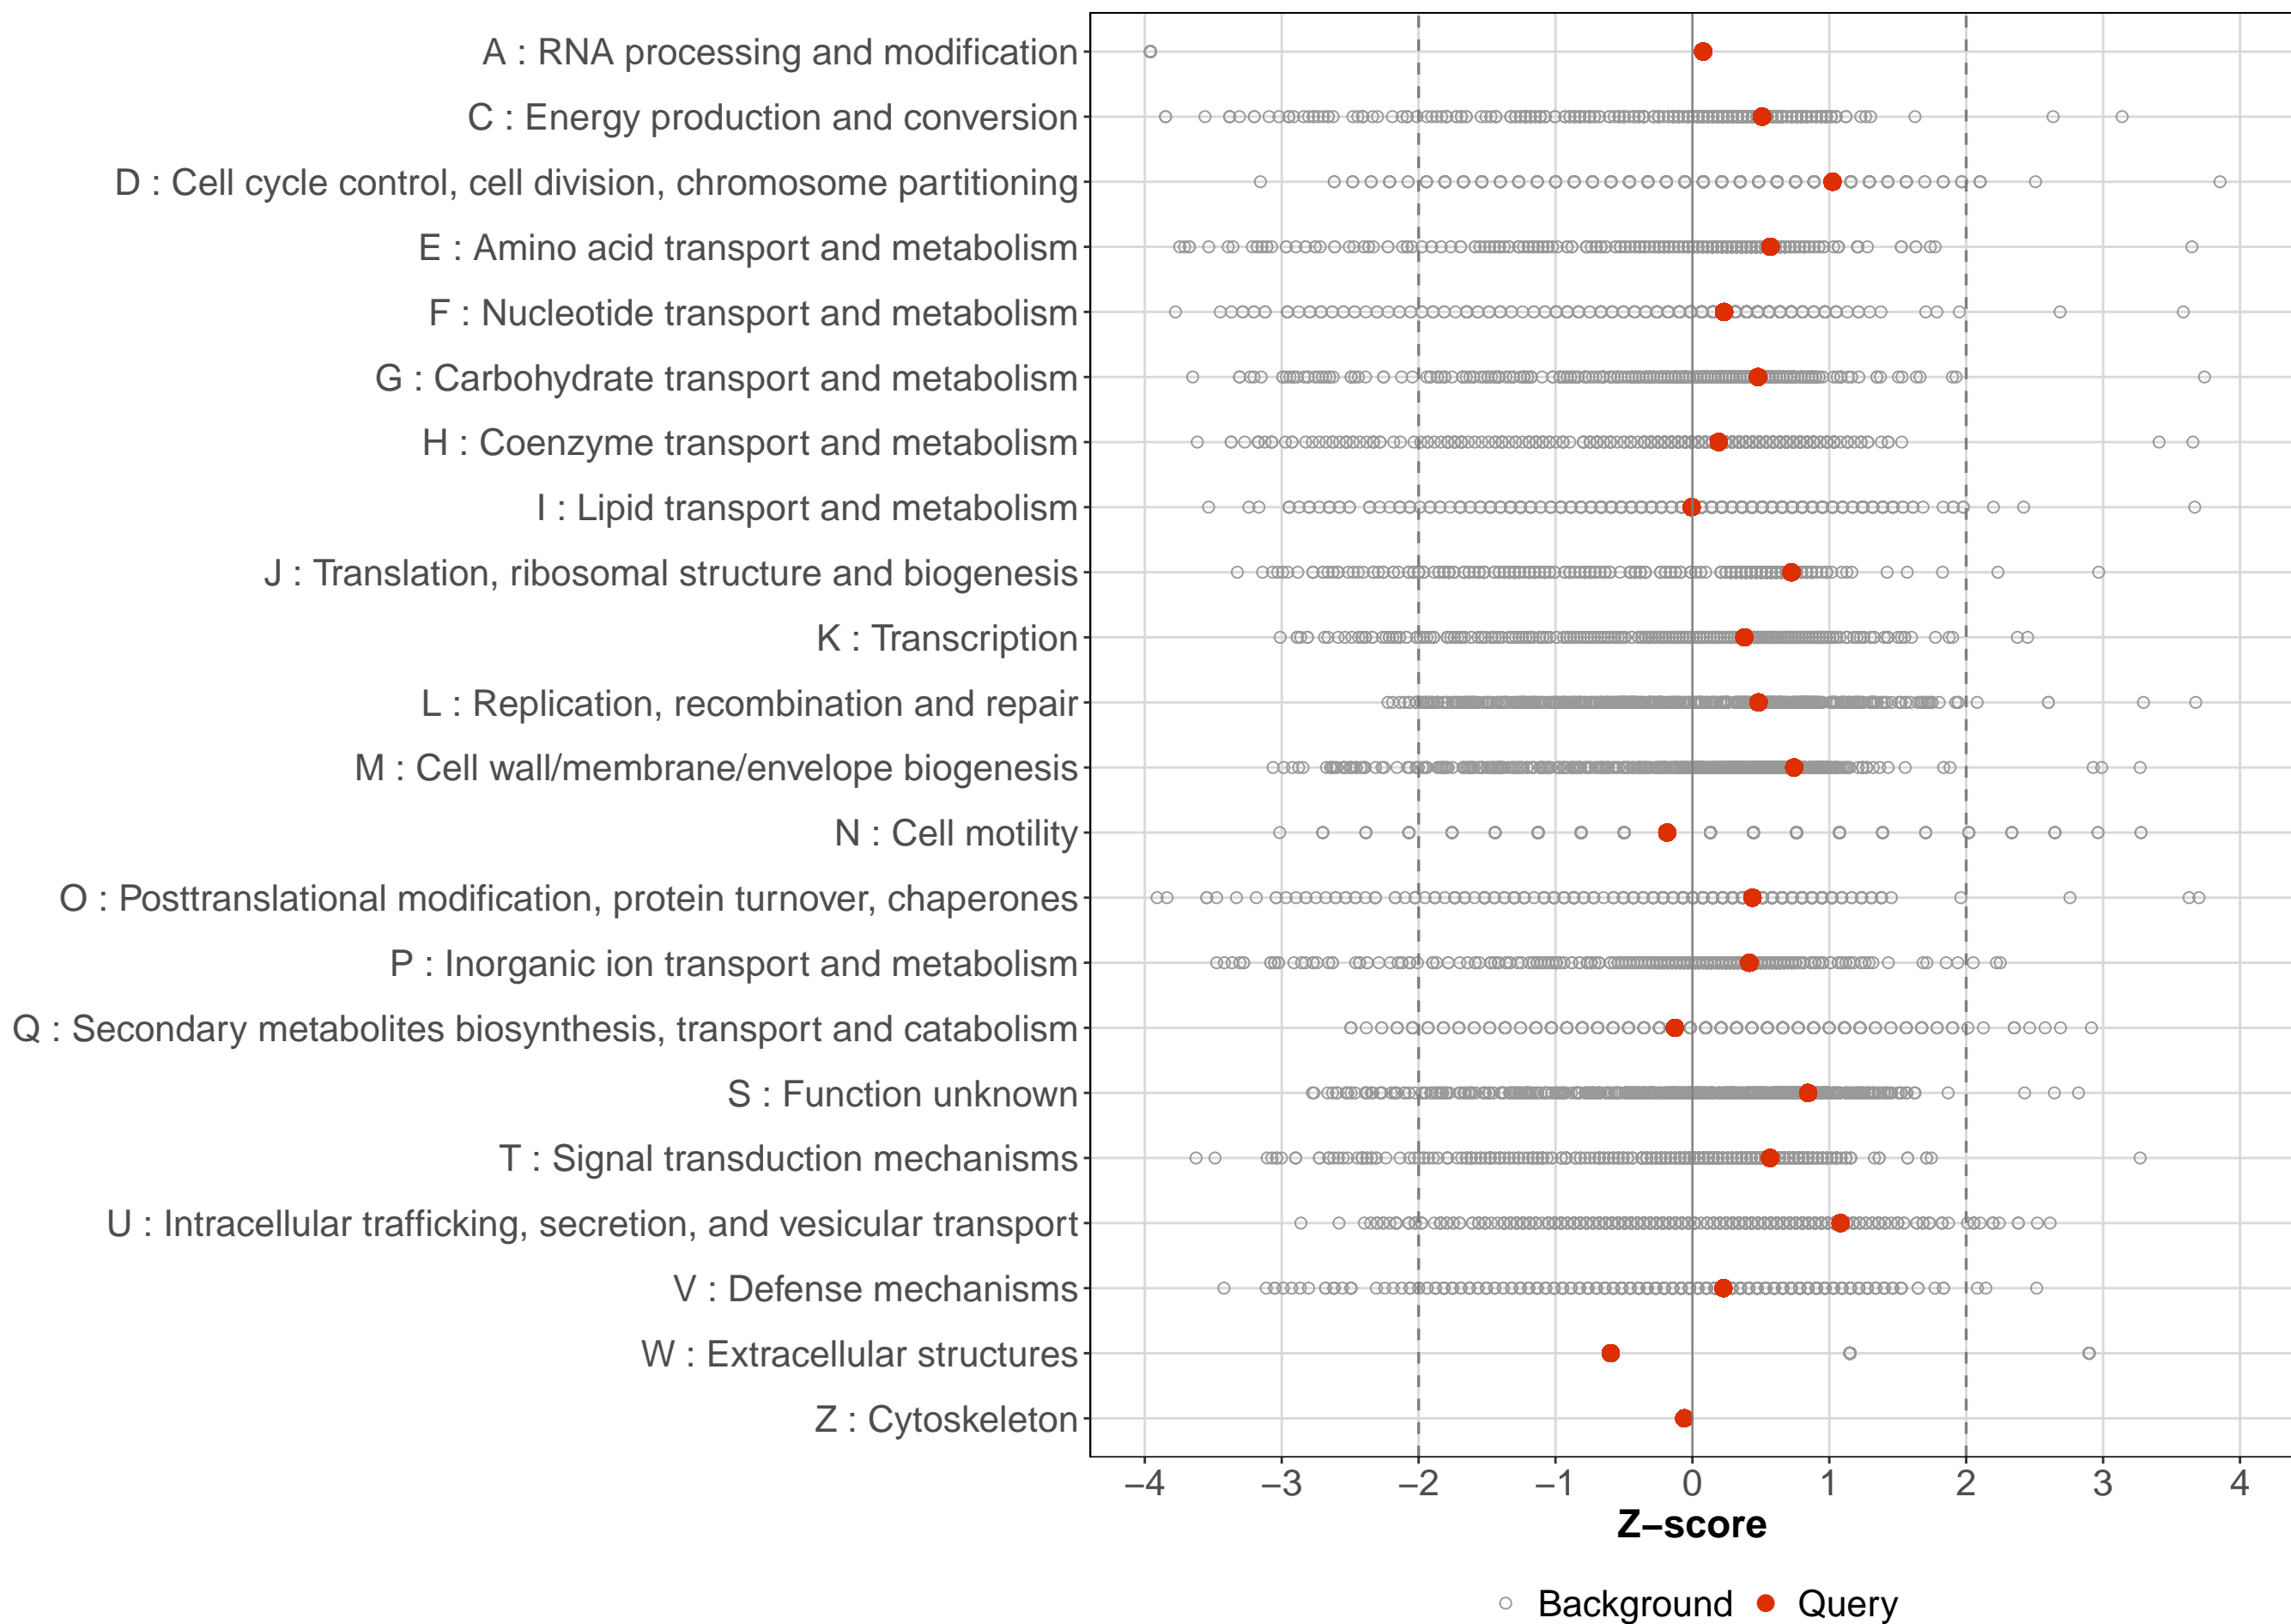 A : RNA processing and modification
C : Energy production and conversion
D : Cell cycle control, cell division, chromosome partitioning
E : Amino acid transport and metabolism
F : Nucleotide transport and metabolism
G : Carbohydrate transport and metabolism
H : Coenzyme transport and metabolism
I : Lipid transport and metabolism
J : Translation, ribosomal structure and biogenesis
K : Transcription
L : Replication, recombination and repair
M : Cell wall/membrane/envelope biogenesis
N : Cell motility
O : Posttranslational modification, protein turnover, chaperones
P : Inorganic ion transport and metabolism
Q : Secondary metabolites biosynthesis, transport and catabolism
S : Function unknown
T : Signal transduction mechanisms
U : Intracellular trafficking, secretion, and vesicular transport
V : Defense mechanisms
W : Extracellular structures
Z : Cytoskeleton
−4 −3 −2 −1 0 1 2 3 4
Z−score
Background Query